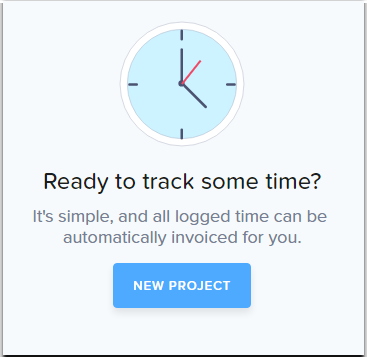 Ready to track some time?
It's simple, and all logged time can be
automatically invoiced for you.
NEW PROJECT